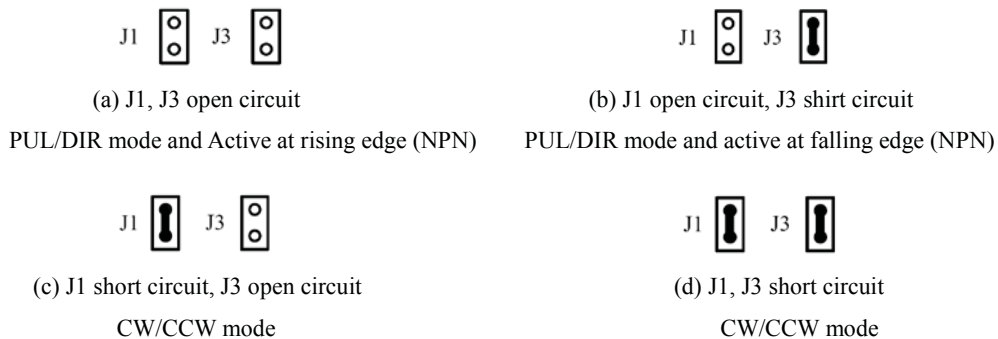 J1 J3
J1 J3
(a) J1, J3 open circuit
(b) J1 open circuit, J3 shirt circuit
PUL/DIR mode and Active at rising edge (NPN)
PUL/DIR mode and active at falling edge (NPN)
J1 J3
J1 J3
(c) J1 short circuit, J3 open circuit
(d) J1, J3 short circuit
CW/CCW mode
CW/CCW mode